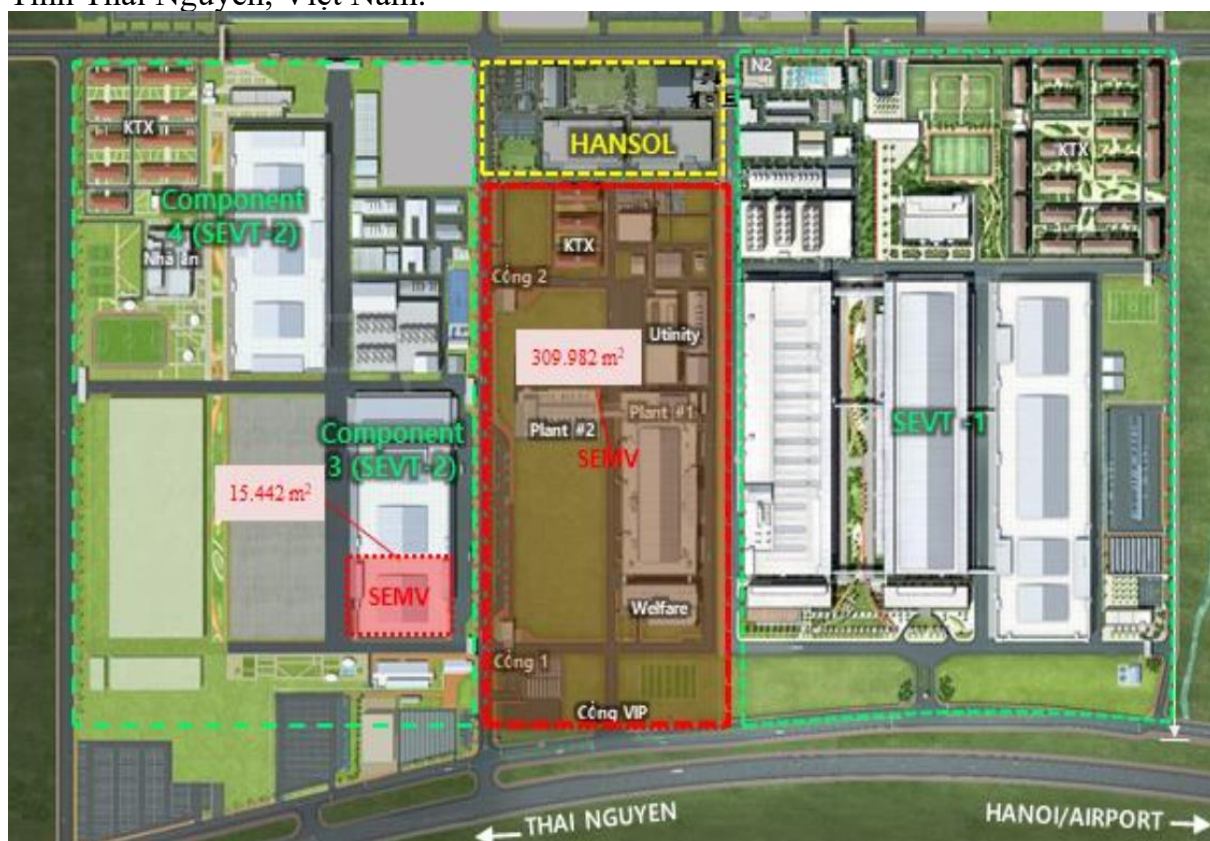 Tỉnh Thái Nguyên, Việt Nam.
N2
KTX
HANSOL
KTX
Component
4 (SEVT-2)
Nhà ăn
KTX
Cổng 2
Utinity
309.982 m²
Plant #1
Plant #2
SEMV
SEVT -1
Component
3 (SEVT-2)
15.442 m²
SEMV
Welfare
Cổng 1
Cổng VIP
THAI NGUYEN
HANOI/AIRPORT